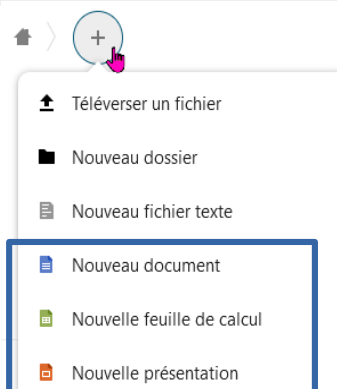 Téléverser un fichier
Nouveau dossier
Nouveau fichier texte
Nouveau document
Nouvelle feuille de calcul
Nouvelle présentation